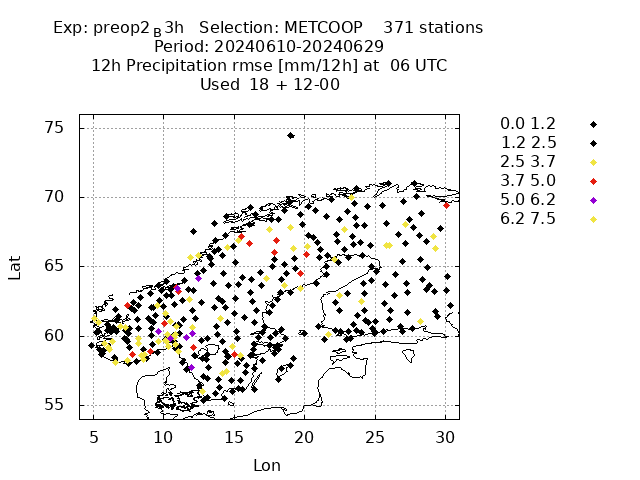 Exp: preop2_B3h Selection: METCOOP 371 stations
Period: 20240610-20240629
12h Precipitation rmse [mm/12h] at 06 UTC
Used 18 + 12-00
0.0 1.2
1.2 2.5
2.5 3.7
3.7 5.0
5.0 6.2
6.2 7.5
75
70
65
60
55
Lat
5 10 15 20 25 30
Lon